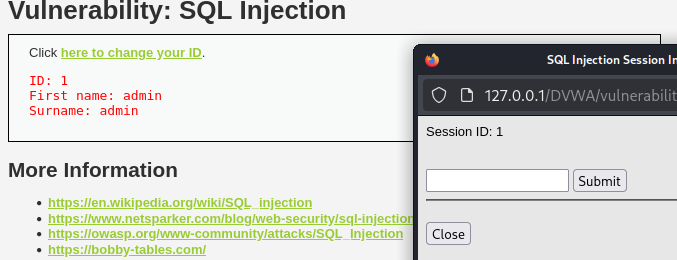 Vulnerability: SQL Injection
Click here to change your ID.
ID: 1
First name: admin
Surname: admin
More Information
https://en.wikipedia.org/wiki/SQL_injection
https://www.netsparker.com/blog/web-security/sql-injection
https://owasp.org/www-community/attacks/SQL_Injection
https://bobby-tables.com/
SQL Injection Session In
127.0.0.1/DVWA/vulnerabilit
Session ID: 1
Submit
Close